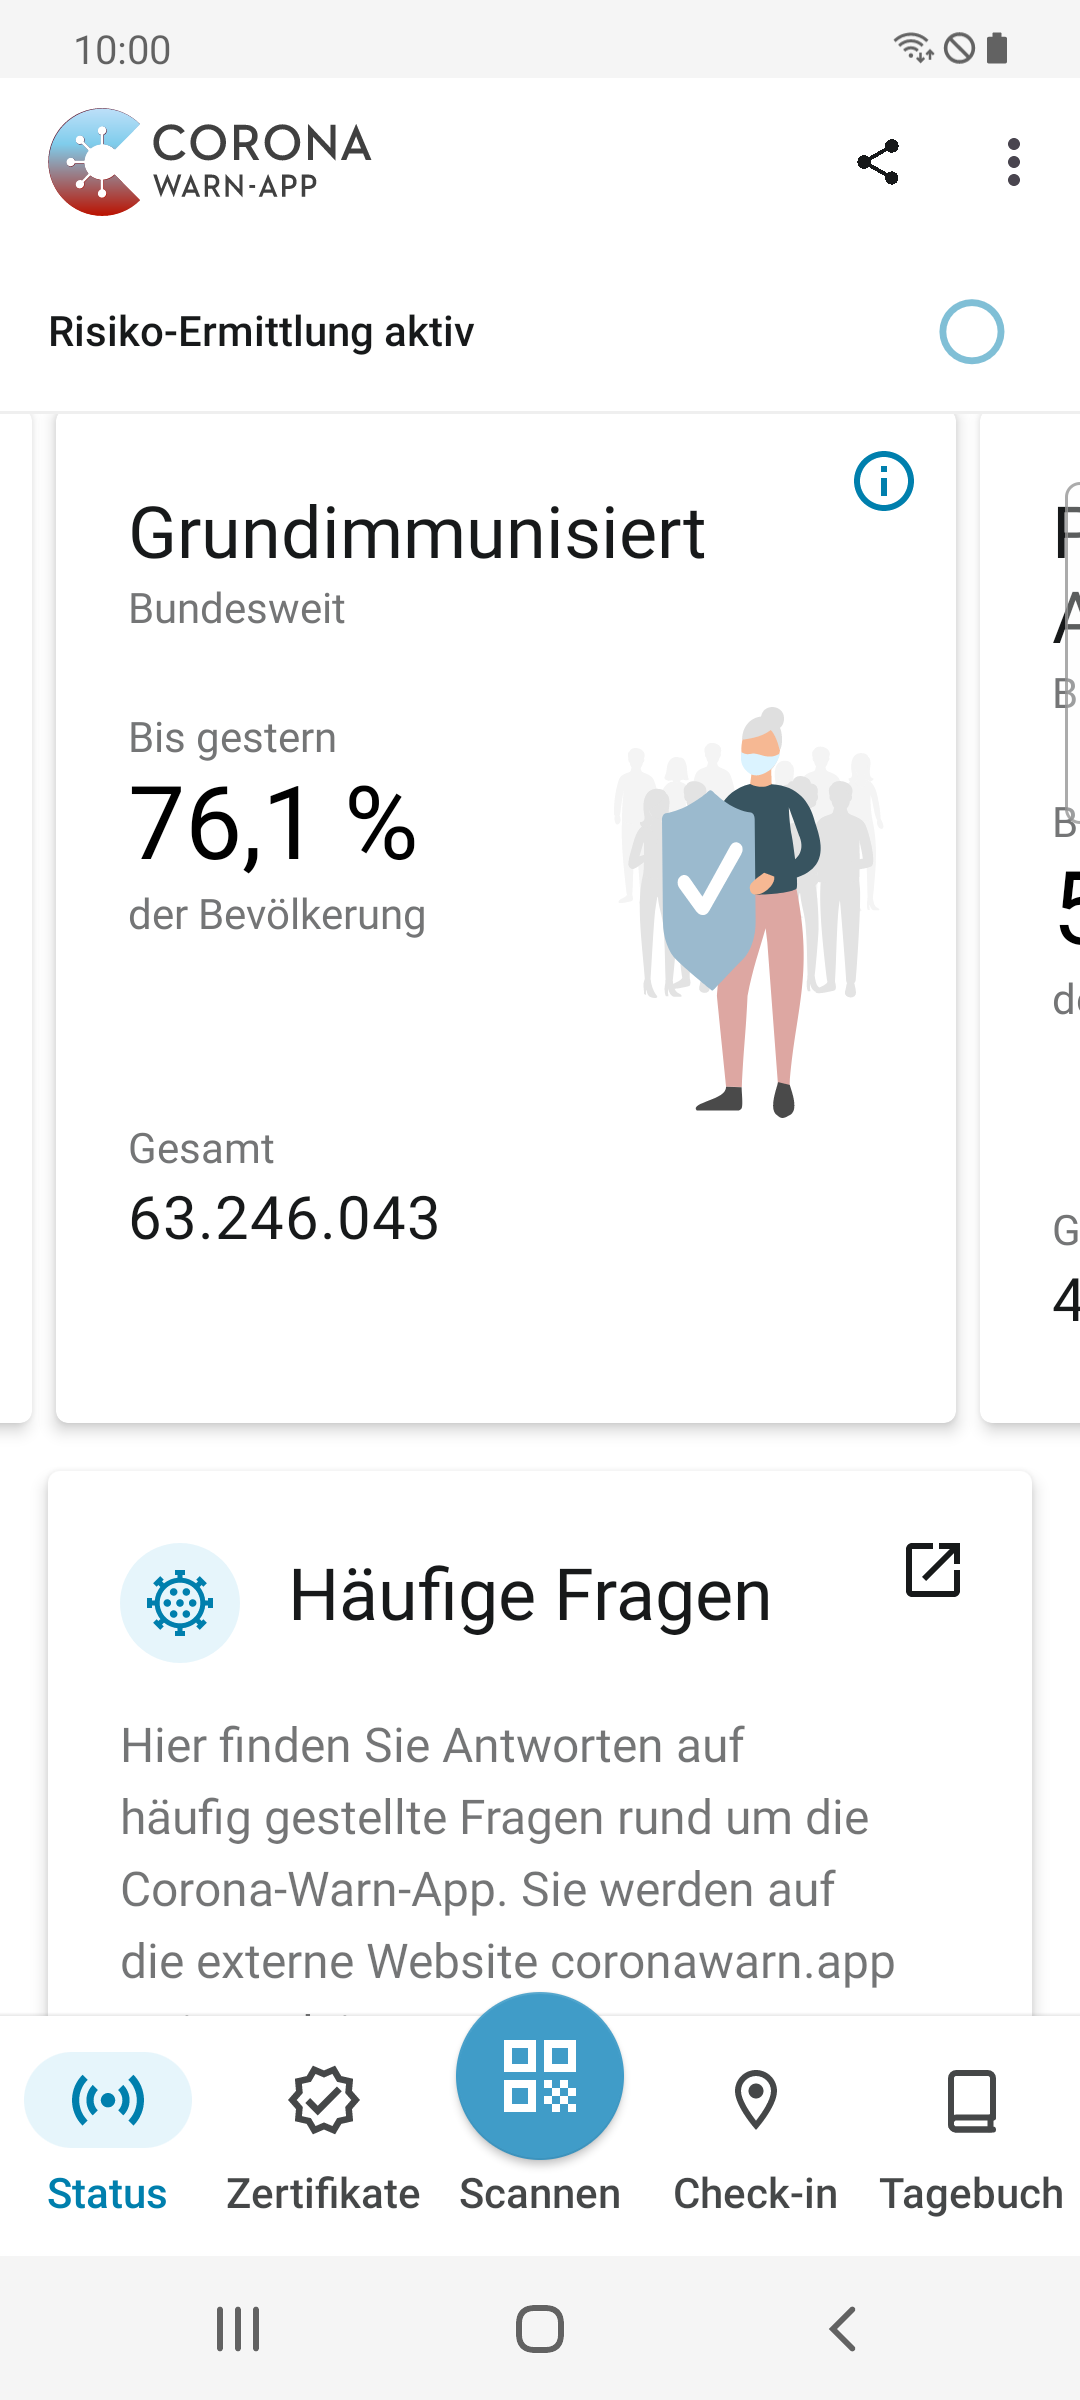 10:00
CORONA
WARN-APP
Risiko-Ermittlung aktiv
Grundimmunisiert
Bundesweit
Bis gestern
76,1 %
der Bevölkerung
Gesamt
63.246.043
Häufige Fragen
Hier finden Sie Antworten auf
häufig gestellte Fragen rund um die
Corona-Warn-App. Sie werden auf
die externe Website coronawarn.app
Status
Zertifikate
Scannen
Check-in
Tagebuch